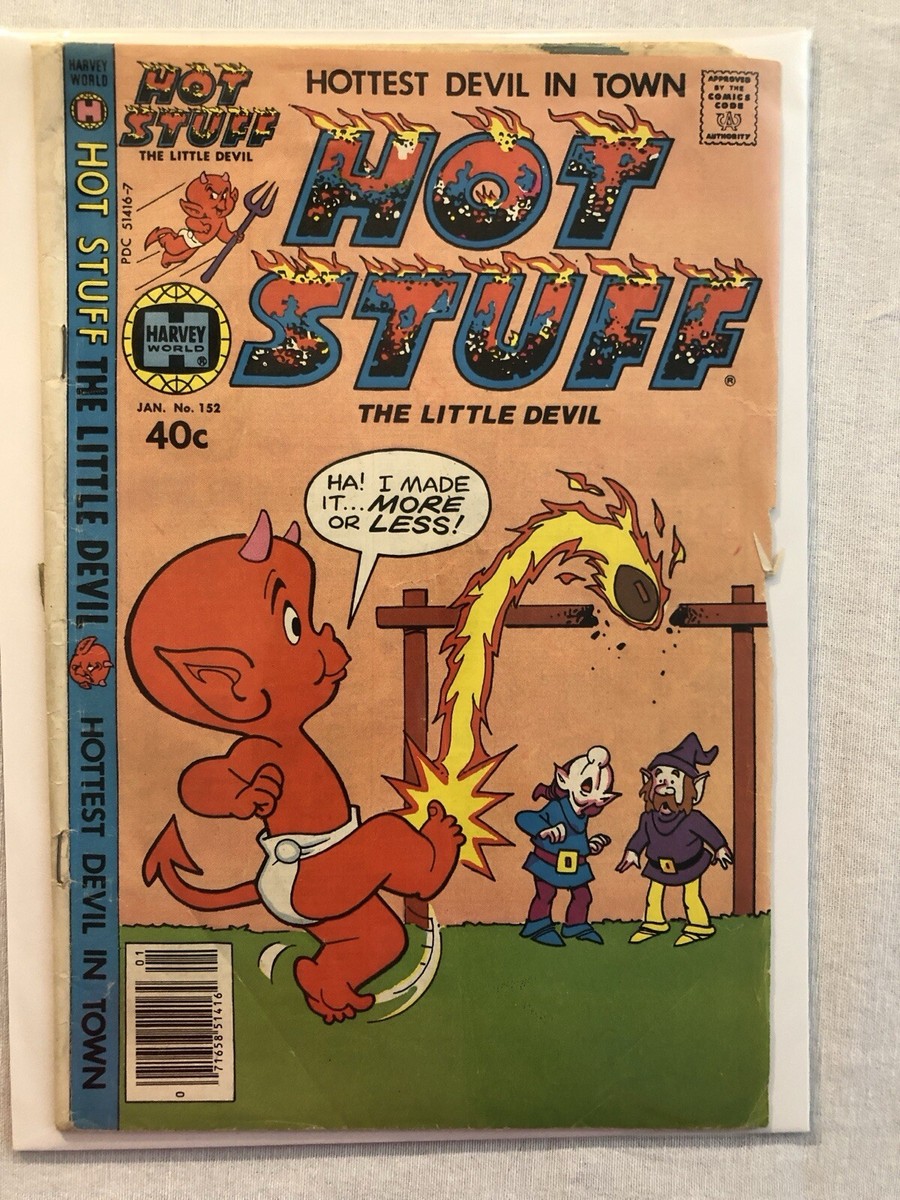 HARVEY
WORLD
H
HOT STUFF THE LITTLE DEVIL
HOTTEST DEVIL IN TOWN
HOT
STUFF
THE LITTLE DEVIL
PDC 51416-7
HOTTEST DEVIL IN TOWN
APPROVED
BY THE
COMICS
CODE
CA
AUTHORITY
HOT
STUFF®
THE LITTLE DEVIL
H
HARVEY
WORLD ®
JAN. No. 152
40c
HA! I MADE
IT...MORE
OR LESS!
01
0
71658 51416